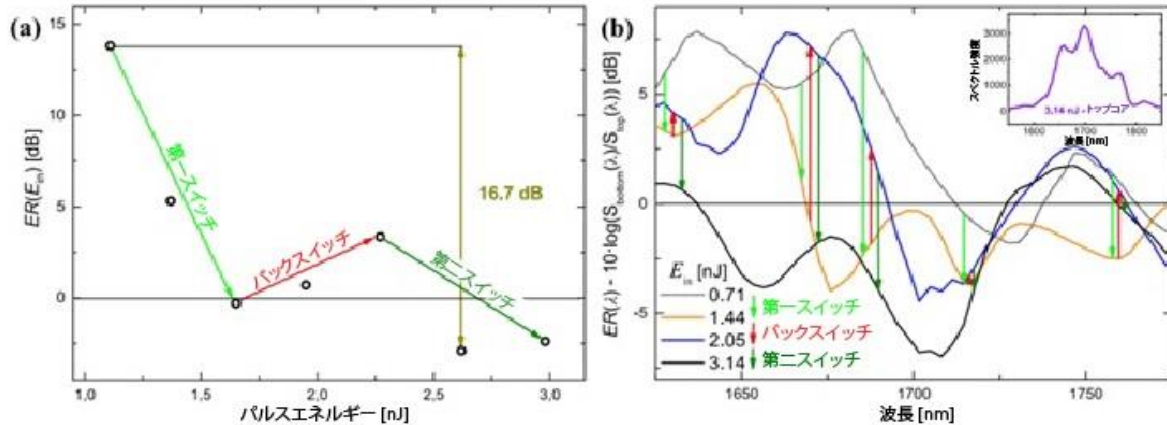 (a)
15
10
5
0
ER(E_in) [dB]
第一スイッチ
バックスイッチ
第二スイッチ
16.7 dB
1.0 1.5 2.0 2.5 3.0
パルスエネルギー [nJ]
(b)
5
0
-5
ER(λ) - 10·log(S_bottom(λ)/S_top(λ)) [dB]
3000
2000
1000
0
スペクトル強度
3,14 nJ -トップコア
1600 1700 1800
波長 [nm]
Ē_in [nJ]
0.71
1.44 第一スイッチ
2.05 バックスイッチ
3.14 第二スイッチ
1650 1700 1750
波長 [nm]